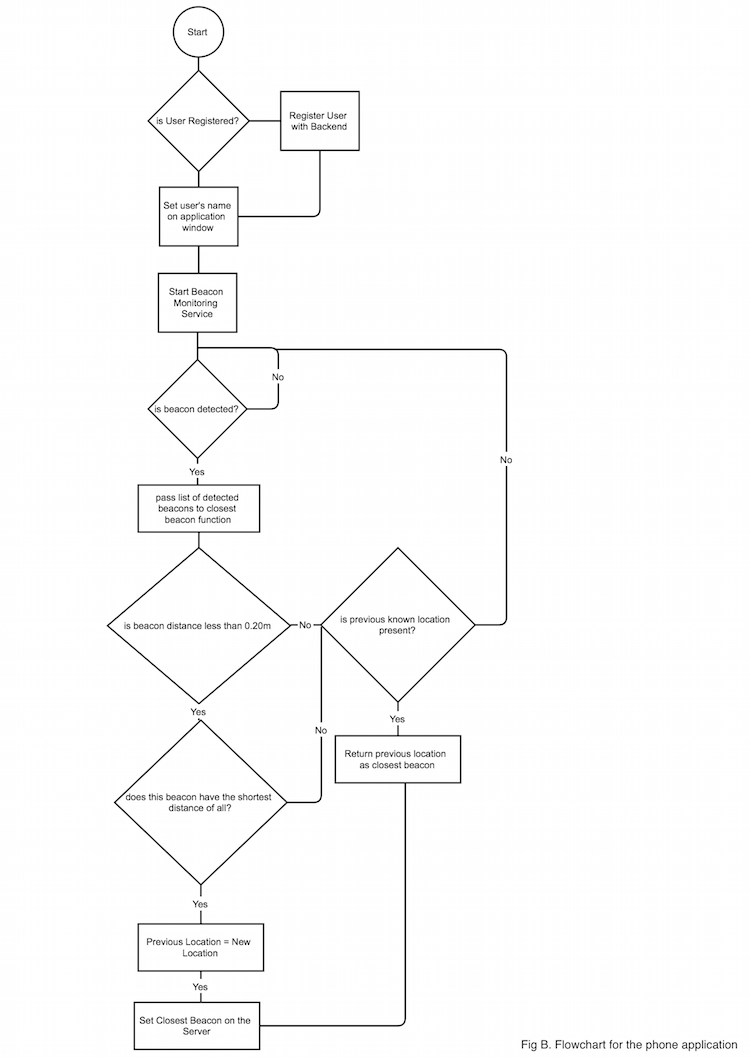 Start
is User Registered?
Register User
with Backend
Set user's name
on application
window
Start Beacon
Monitoring
Service
No
is beacon detected?
No
Yes
pass list of detected
beacons to closest
beacon function
is beacon distance less than 0.20m
No
is previous known location
present?
Yes
Yes
No
Return previous location
as closest beacon
does this beacon have the shortest
distance of all?
Yes
Previous Location = New
Location
Yes
Set Closest Beacon on the
Server
Fig B. Flowchart for the phone application